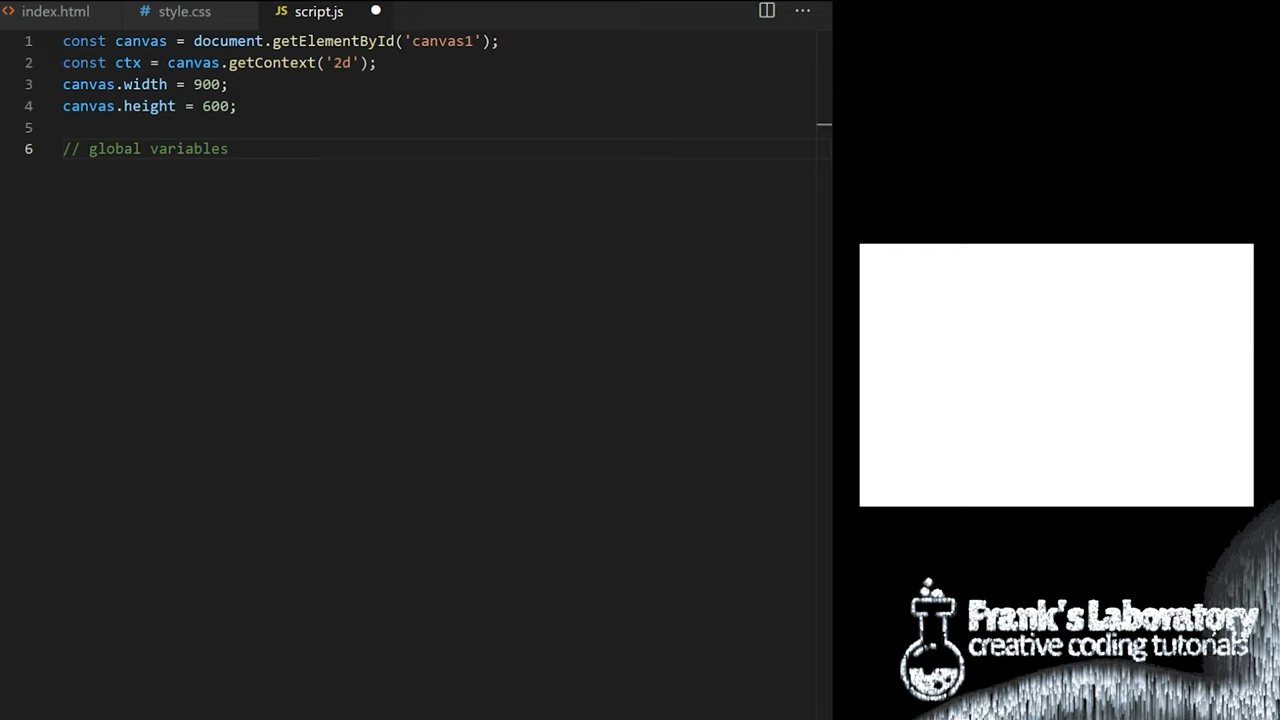 index.html # style.css JS script.js
1 const canvas = document.getElementById('canvas1');
2 const ctx = canvas.getContext('2d');
3 canvas.width = 900;
4 canvas.height = 600;
5
6 // global variables
Frank's Laboratory
creative coding tutorials